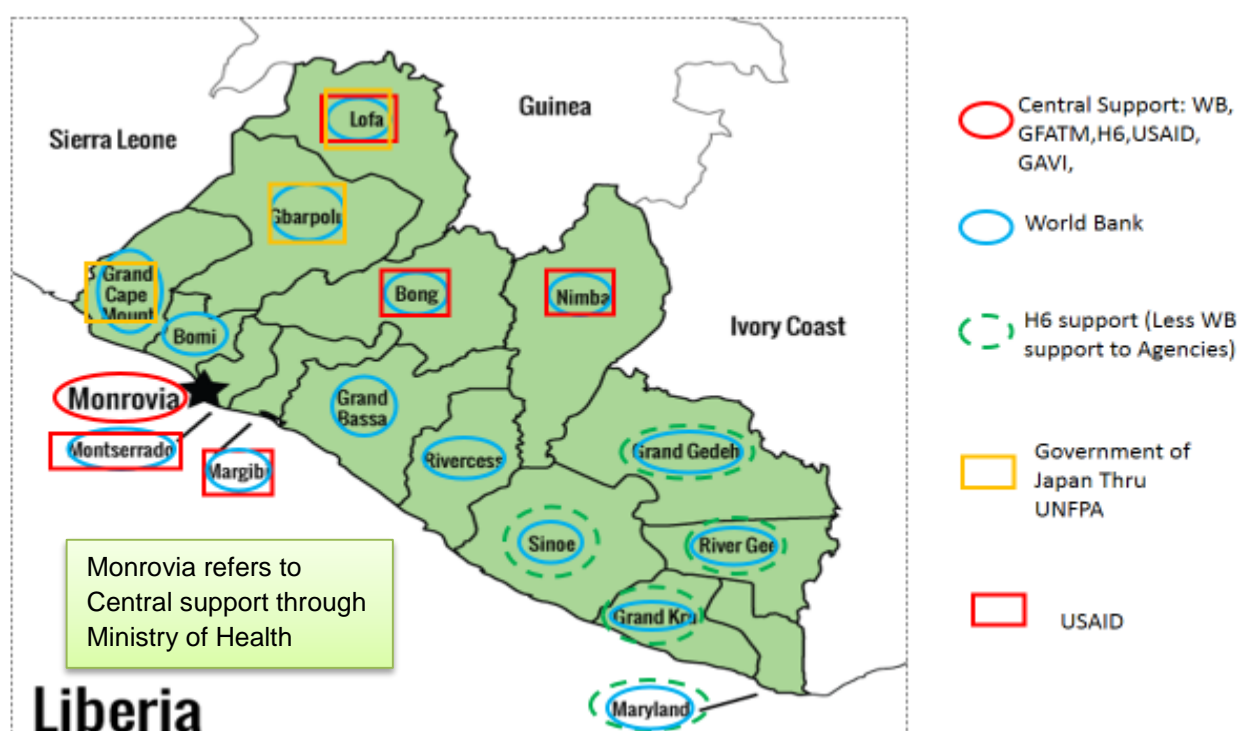 Guinea
Sierra Leone
Lofa
Gbarpolu
Grand
Cape
Mount
Bong
Nimba
Ivory Coast
Bomi
Monrovia
Grand
Bassa
Montserrado
Margibi
Rivercess
Grand Gedeh
Sinoe
River Gee
Grand Kru
Maryland
Monrovia refers to
Central support through
Ministry of Health
Liberia
Central Support: WB,
GFATM,H6,USAID,
GAVI,
World Bank
H6 support (Less WB
support to Agencies)
Government of
Japan Thru
UNFPA
USAID